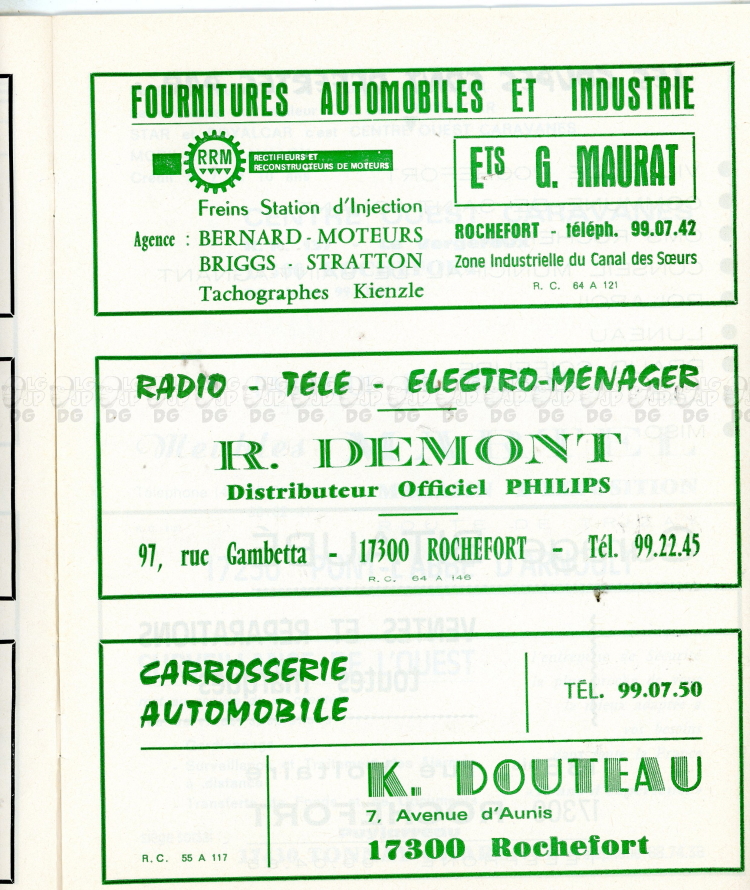 FOURNITURES AUTOMOBILES ET INDUSTRIE
RRM
RECTIFIEURS ET
RECONSTRUCTEURS DE MOTEURS
ETS G. MAURAT
Freins Station d'Injection
Agence : BERNARD - MOTEURS
BRIGGS - STRATTON
Tachographes Kienzle
ROCHEFORT - téléph. 99.07.42
Zone Industrielle du Canal des Sœurs
R. C. 64 A 121
RADIO - TELE - ELECTRO-MENAGER
R. DEMONT
Distributeur Officiel PHILIPS
97, rue Gambetta - 17300 ROCHEFORT - Tél. 99.22.45
R. C. 64 A 146
CARROSSERIE
AUTOMOBILE
TÉL. 99.07.50
K. DOUTEAU
7, Avenue d'Aunis
17300 Rochefort
R. C. 55 A 117